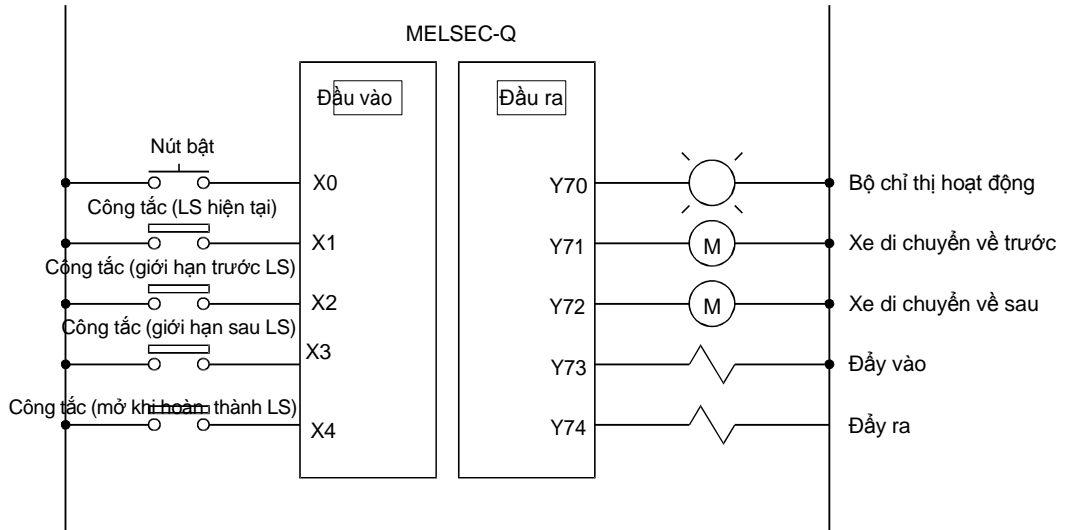 MELSEC-Q
Đầu vào
Đầu ra
Nút bật
X0
Y70
Bộ chỉ thị hoạt động
Công tắc (LS hiện tại)
X1
Y71
M
Xe di chuyển về trước
Công tắc (giới hạn trước LS)
X2
Y72
M
Xe di chuyển về sau
Công tắc (giới hạn sau LS)
X3
Y73
Đẩy vào
Công tắc (mở khi hoàn thành LS)
X4
Y74
Đẩy ra